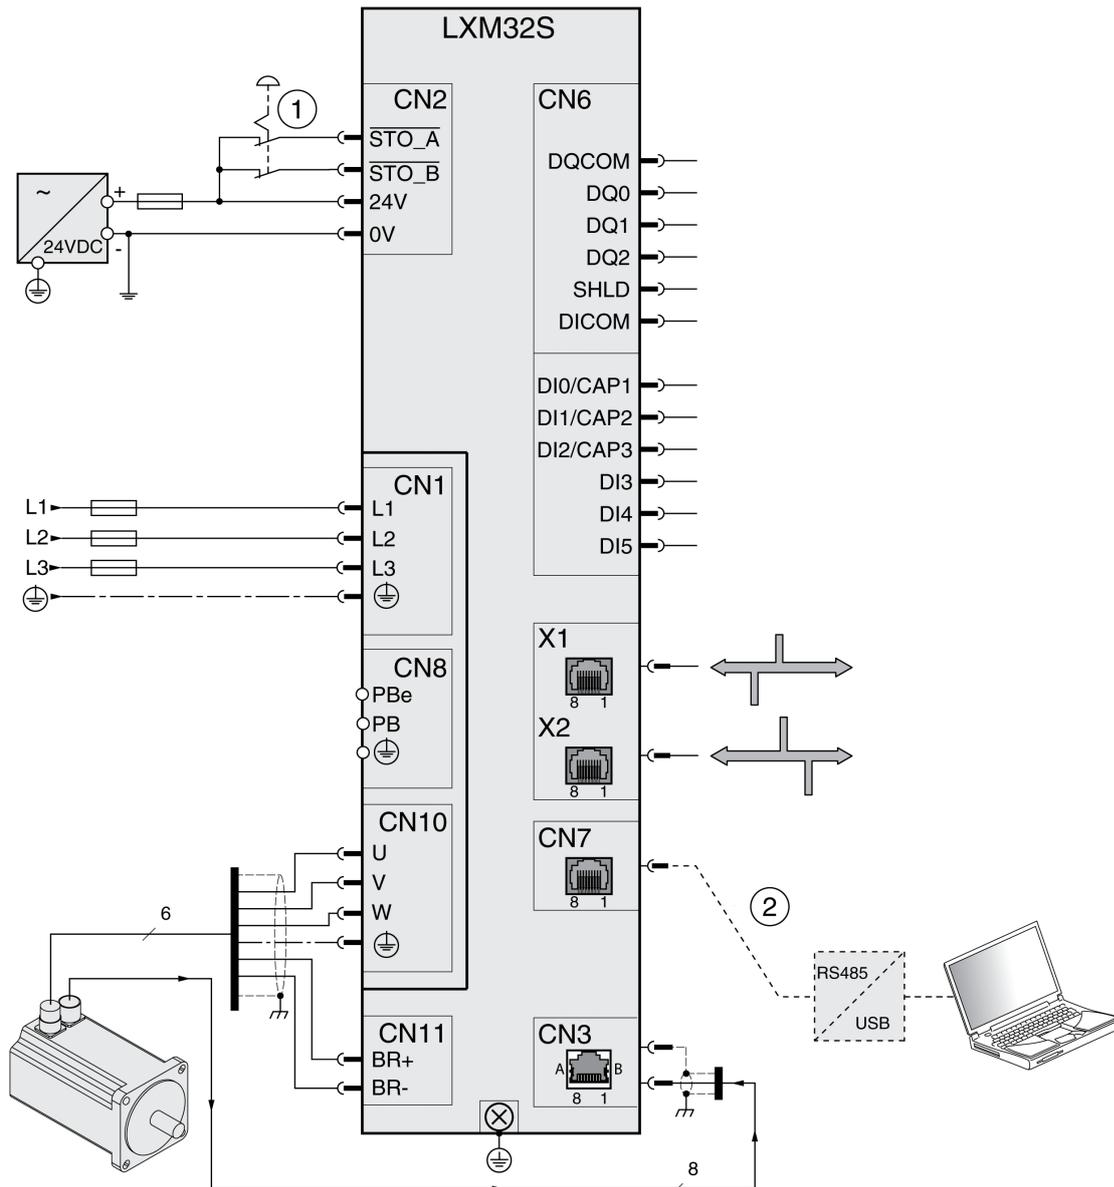 LXM32S
1
CN2
STO_A
STO_B
24V
0V
~
24VDC
+
-
CN6
DQCOM
DQ0
DQ1
DQ2
SHLD
DICOM
DI0/CAP1
DI1/CAP2
DI2/CAP3
DI3
DI4
DI5
L1
L2
L3
CN1
L1
L2
L3
CN8
PBe
PB
X1
8 1
X2
8 1
CN10
U
V
W
6
CN7
8 1
2
RS485
USB
CN11
BR+
BR-
CN3
A B
8 1
8